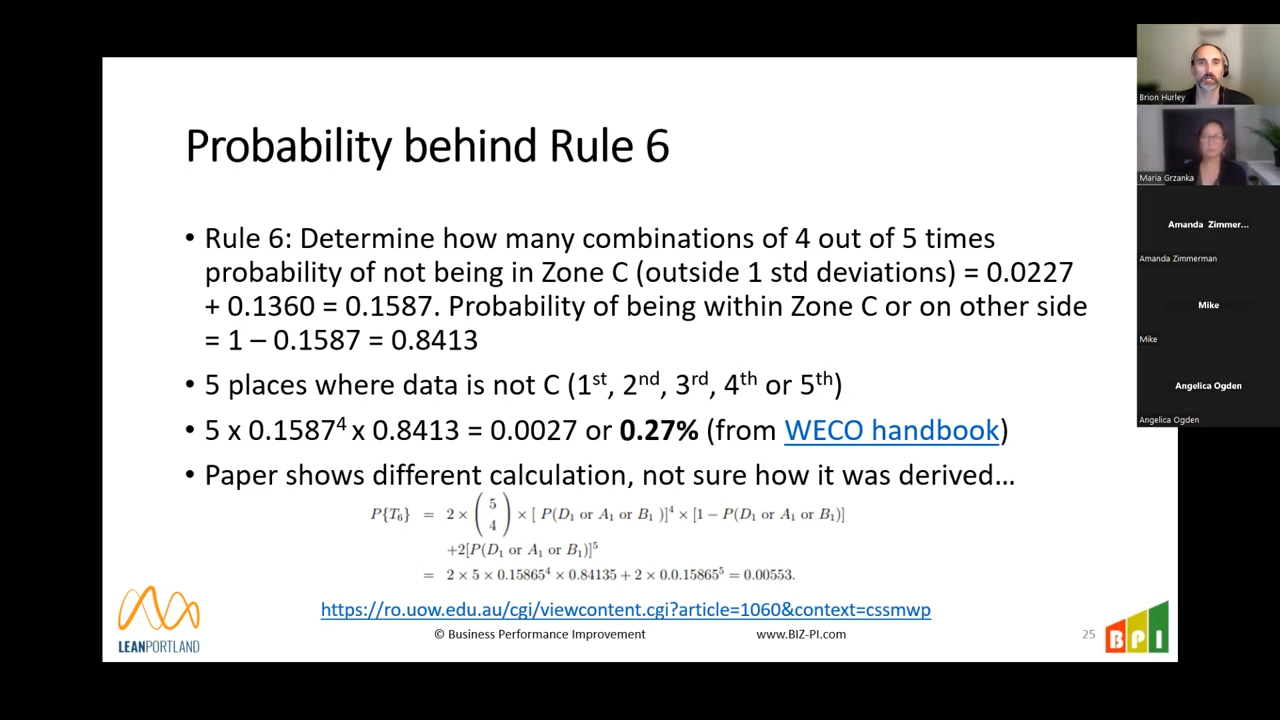 Probability behind Rule 6
• Rule 6: Determine how many combinations of 4 out of 5 times
probability of not being in Zone C (outside 1 std deviations) = 0.0227
+ 0.1360 = 0.1587. Probability of being within Zone C or on other side
= 1 – 0.1587 = 0.8413
• 5 places where data is not C (1st, 2nd, 3rd, 4th or 5th)
• 5 x 0.1587⁴ x 0.8413 = 0.0027 or 0.27% (from WECO handbook)
• Paper shows different calculation, not sure how it was derived…
P{T₆} = 2 × (5 4) × [ P(D₁ or A₁ or B₁ )]⁴ × [1 − P(D₁ or A₁ or B₁)]
+2[P(D₁ or A₁ or B₁)]⁵
= 2 × 5 × 0.15865⁴ × 0.84135 + 2 × 0.0.15865⁵ = 0.00553.
https://ro.uow.edu.au/cgi/viewcontent.cgi?article=1060&context=cssmwp
© Business Performance Improvement www.BIZ-PI.com 25
LEANPORTLAND
BPI
Brion Hurley
Maria Grzanka
Amanda Zimmer...
Amanda Zimmerman
Mike
Mike
Angelica Ogden
Angelica Ogden